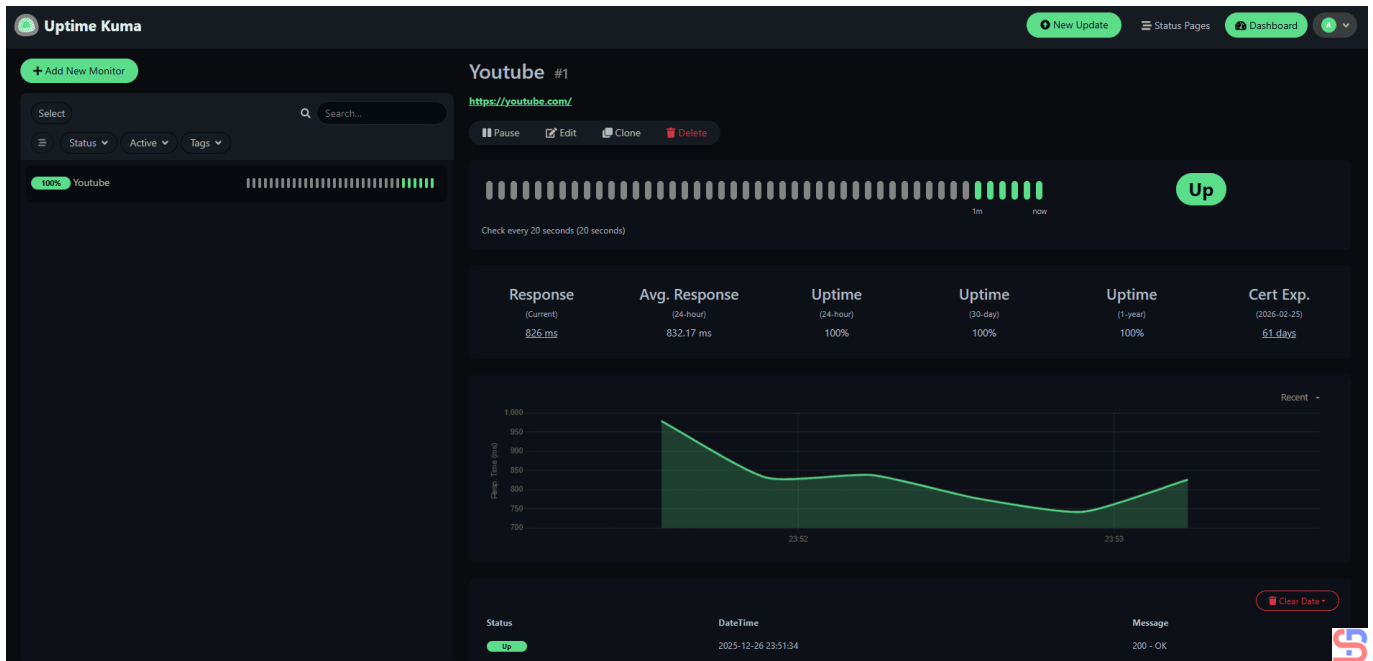 Uptime Kuma
New Update
Status Pages
Dashboard
A
Add New Monitor
Select
Search...
Status
Active
Tags
100% Youtube
Youtube #1
https://youtube.com/
Pause Edit Clone Delete
Up
1m now
Check every 20 seconds (20 seconds)
Response Avg. Response Uptime Uptime Uptime Cert Exp.
(Current) (24-hour) (24-hour) (30-day) (1-year) (2026-02-25)
826 ms 832.17 ms 100% 100% 100% 61 days
Recent
Resp. Time (ms)
1,000
950
900
850
800
750
700
23:52 23:53
Clear Data
Status DateTime Message
Up 2025-12-26 23:51:34 200 - OK